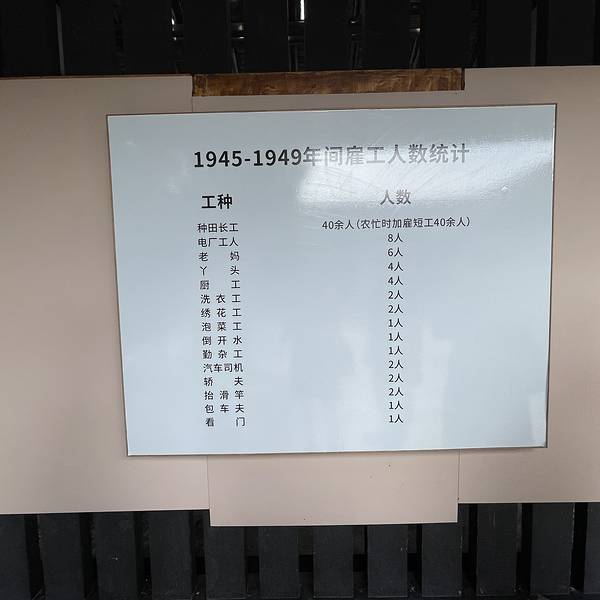 1945-1949年间雇工人数统计
工种 人数
种田长工 40余人(农忙时加雇短工40余人)
电厂工人 8人
老妈 6人
丫头 4人
厨工 4人
洗衣工 2人
绣花工 2人
泡菜工 1人
倒开水 1人
勤杂工 1人
汽车司机 2人
轿夫 2人
抬滑竿 2人
包车夫 1人
看门 1人